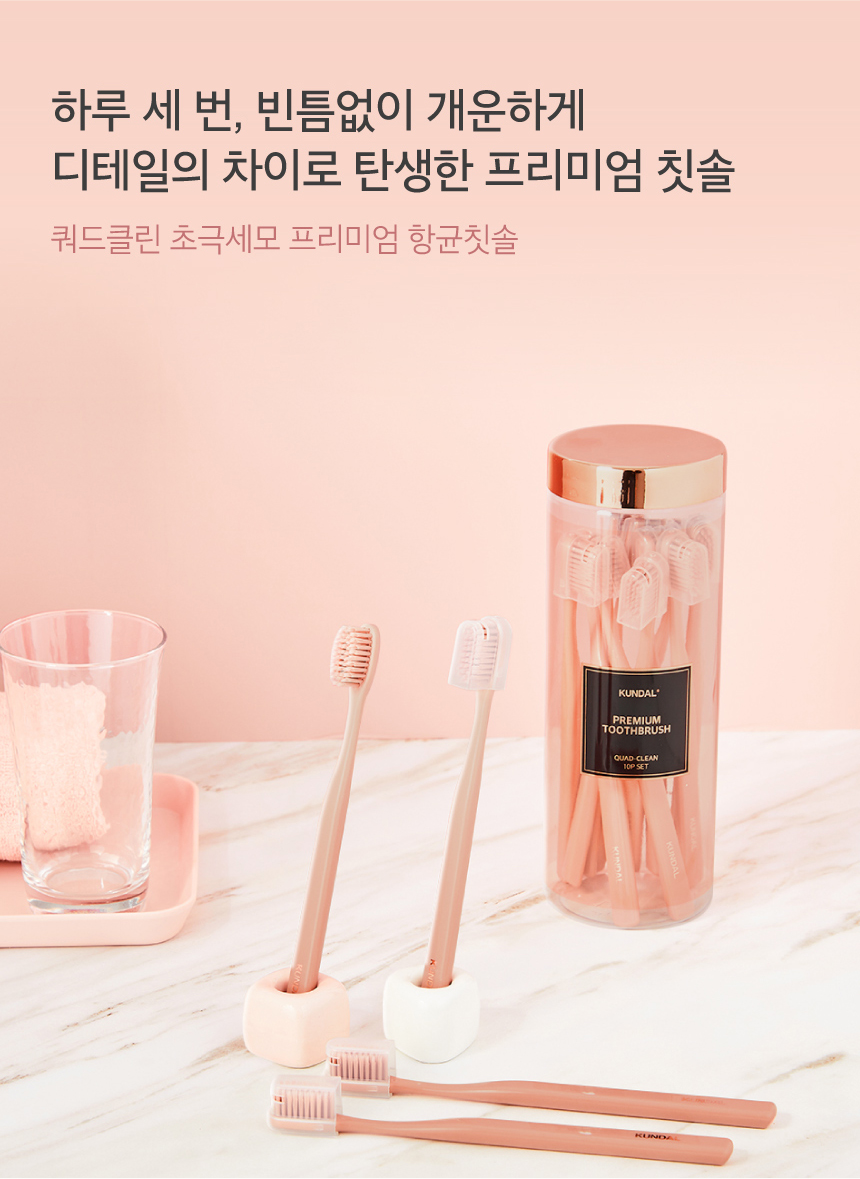 하루 세 번, 빈틈없이 개운하게
디테일의 차이로 탄생한 프리미엄 칫솔
쿼드클린 초극세모 프리미엄 항균칫솔
KUNDAL®
PREMIUM
TOOTHBRUSH
QUAD·CLEAN
10P SET
KUNDAL
KUNDAL
KUNDAL